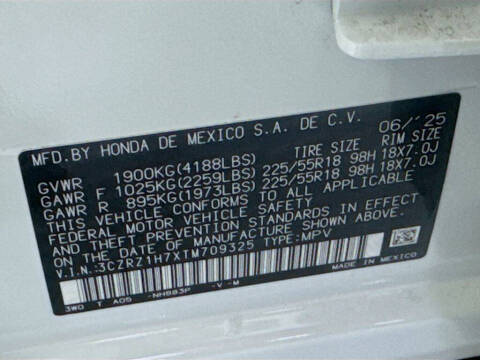 MFD.BY HONDA DE MEXICO S.A. DE C.V. 06/'25
GVWR 1900KG(4188LBS) TIRE SIZE RIM SIZE
GAWR F 1025KG(2259LBS) 225/55R18 98H 18X7.0J
GAWR R 895KG(1973LBS) 225/55R18 98H 18X7.0J
THIS VEHICLE CONFORMS TO ALL
APPLICABLE FEDERAL MOTOR VEHICLE SAFETY
AND THEFT PREVENTION STANDARDS IN EFFECT
ON THE DATE OF MANUFACTURE SHOWN ABOVE.
V.I.N.:3CZRZ1H7XTM709325 TYPE:MPV
3W0 T A05 -NH883P -V -M
MADE IN MEXICO